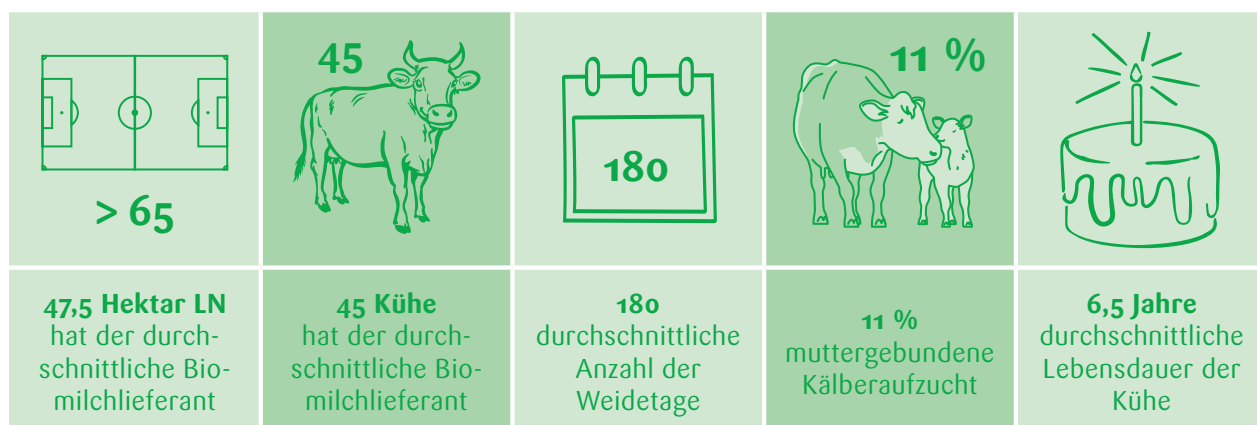 > 65
45
180
11 %
47,5 Hektar LN
hat der durch-
schnittliche Bio-
milchlieferant
45 Kühe
hat der durch-
schnittliche Bio-
milchlieferant
180
durchschnittliche
Anzahl der
Weidetage
11 %
muttergebundene
Kälberaufzucht
6,5 Jahre
durchschnittliche
Lebensdauer der
Kühe